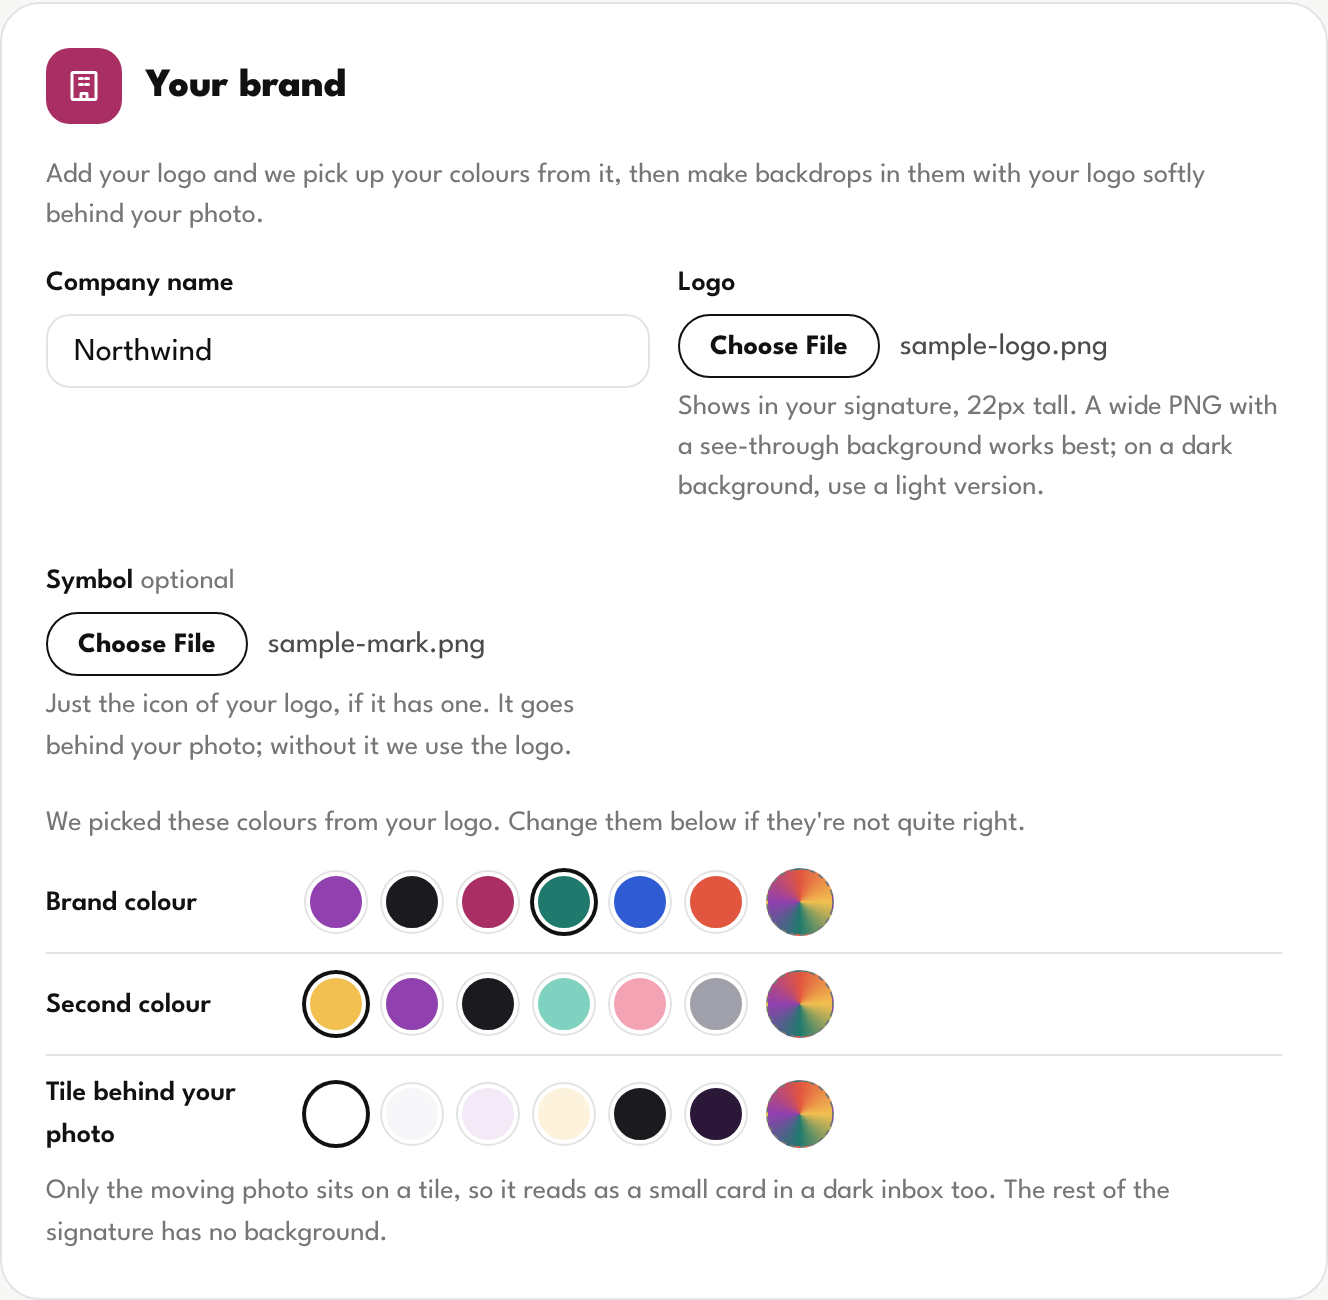 Your brand
Add your logo and we pick up your colours from it, then make backdrops in them with your logo softly
behind your photo.
Company name
Northwind
Logo
Choose File sample-logo.png
Shows in your signature, 22px tall. A wide PNG with
a see-through background works best; on a dark
background, use a light version.
Symbol optional
Choose File sample-mark.png
Just the icon of your logo, if it has one. It goes
behind your photo; without it we use the logo.
We picked these colours from your logo. Change them below if they're not quite right.
Brand colour
Second colour
Tile behind your
photo
Only the moving photo sits on a tile, so it reads as a small card in a dark inbox too. The rest of the
signature has no background.